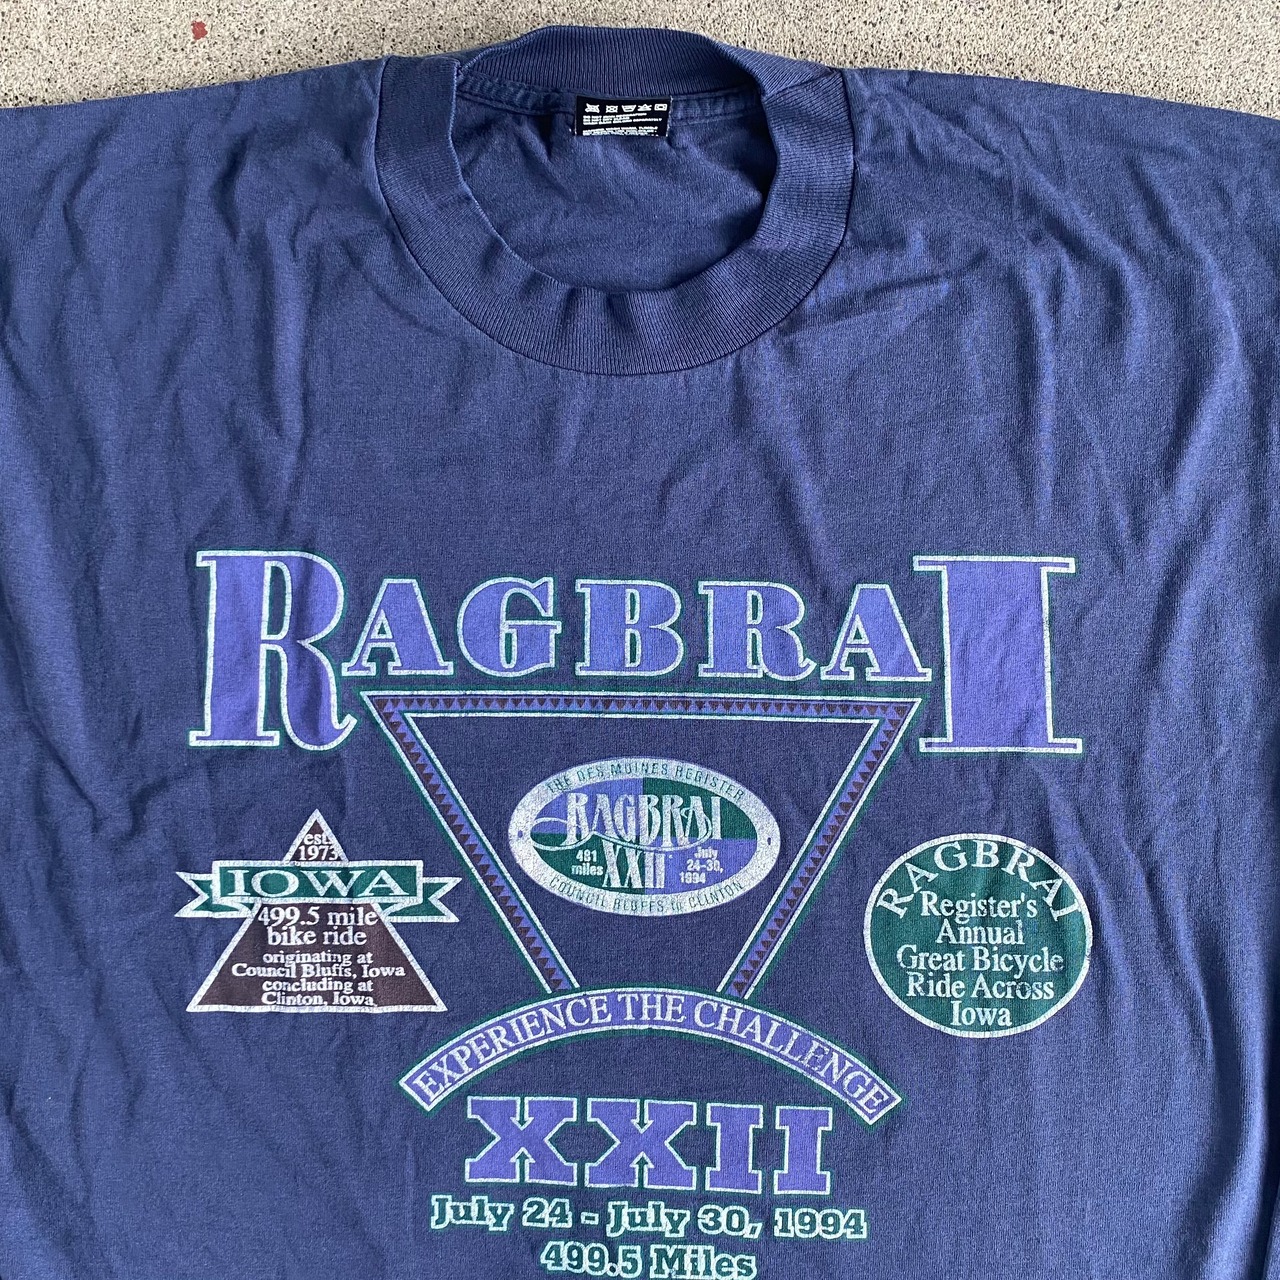 RAGBRAI
THE DES MOINES REGISTER
RAGBRAI
XXII
481
miles
July
24-30,
1994
COUNCIL BLUFFS to CLINTON
est.
1973
IOWA
499.5 mile
bike ride
originating at
Council Bluffs, Iowa
concluding at
Clinton, Iowa
RAGBRAI
Register's
Annual
Great Bicycle
Ride Across
Iowa
EXPERIENCE THE CHALLENGE
XXII
July 24 - July 30, 1994
499.5 Miles